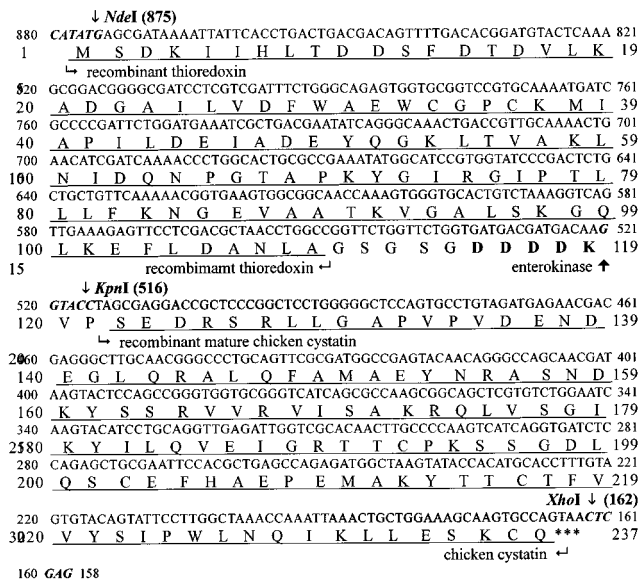 ↓ NdeI (875)
880 CATATGAGCGATAAAATTATTCACCTGACTGACGACAGTTTTGACACGGATGTACTCAAA 821
1 M S D K I I H L T D D S F D T D V L K 19
↳ recombinant thioredoxin
820 GCGGACGGGGCGATCCTCGTCGATTTCTGGGCAGAGTGGTGCGGTCCGTGCAAAATGATC 761
20 A D G A I L V D F W A E W C G P C K M I 39
760 GCCCCGATTCTGGATGAAATCGCTGACGAATATCAGGGCAAACTGACCGTTGCAAAACTG 701
40 A P I L D E I A D E Y Q G K L T V A K L 59
700 AACATCGATCAAAACCCTGGCACTGCGCCGAAATATGGCATCCGTGGTATCCCGACTCTG 641
60 N I D Q N P G T A P K Y G I R G I P T L 79
640 CTGCTGTTCAAAAACGGTGAAGTGGCGGCAACCAAAGTGGGTGCACTGTCTAAAGGTCAG 581
80 L L F K N G E V A A T K V G A L S K G Q 99
580 TTGAAAGAGTTCCTCGACGCTAACCTGGCCGGTTCTGGTTCTGGTGATGACGATGACAAG 521
100 L K E F L D A N L A G S G S G D D D D K 119
15 recombimamt thioredoxin ↵ enterokinase ↑
↓ KpnI (516)
520 GTACCTAGCGAGGACCGCTCCCGGCTCCTGGGGGCTCCAGTGCCTGTAGATGAGAACGAC 461
120 V P S E D R S R L L G A P V P V D E N D 139
↳ recombinant mature chicken cystatin
460 GAGGGCTTGCAACGGGCCCTGCAGTTCGCGATGGCCGAGTACAACAGGGCCAGCAACGAT 401
140 E G L Q R A L Q F A M A E Y N R A S N D 159
400 AAGTACTCCAGCCGGGTGGTGCGGGTCATCAGCGCCAAGCGGCAGCTCGTGTCTGGAATC 341
160 K Y S S R V V R V I S A K R Q L V S G I 179
340 AAGTACATCCTGCAGGTTGAGATTGGTCGCACAACTTGCCCCAAGTCATCAGGTGATCTC 281
180 K Y I L Q V E I G R T T C P K S S G D L 199
280 CAGAGCTGCGAATTCCACGCTGAGCCAGAGATGGCTAAGTATACCACATGCACCTTTGTA 221
200 Q S C E F H A E P E M A K Y T T C T F V 219
XhoI ↓ (162)
220 GTGTACAGTATTCCTTGGCTAAACCAAATTAAACTGCTGGAAAGCAAGTGCCAGTAACTC 161
220 V Y S I P W L N Q I K L L E S K C Q *** 237
chicken cystatin ↵
160 GAG 158